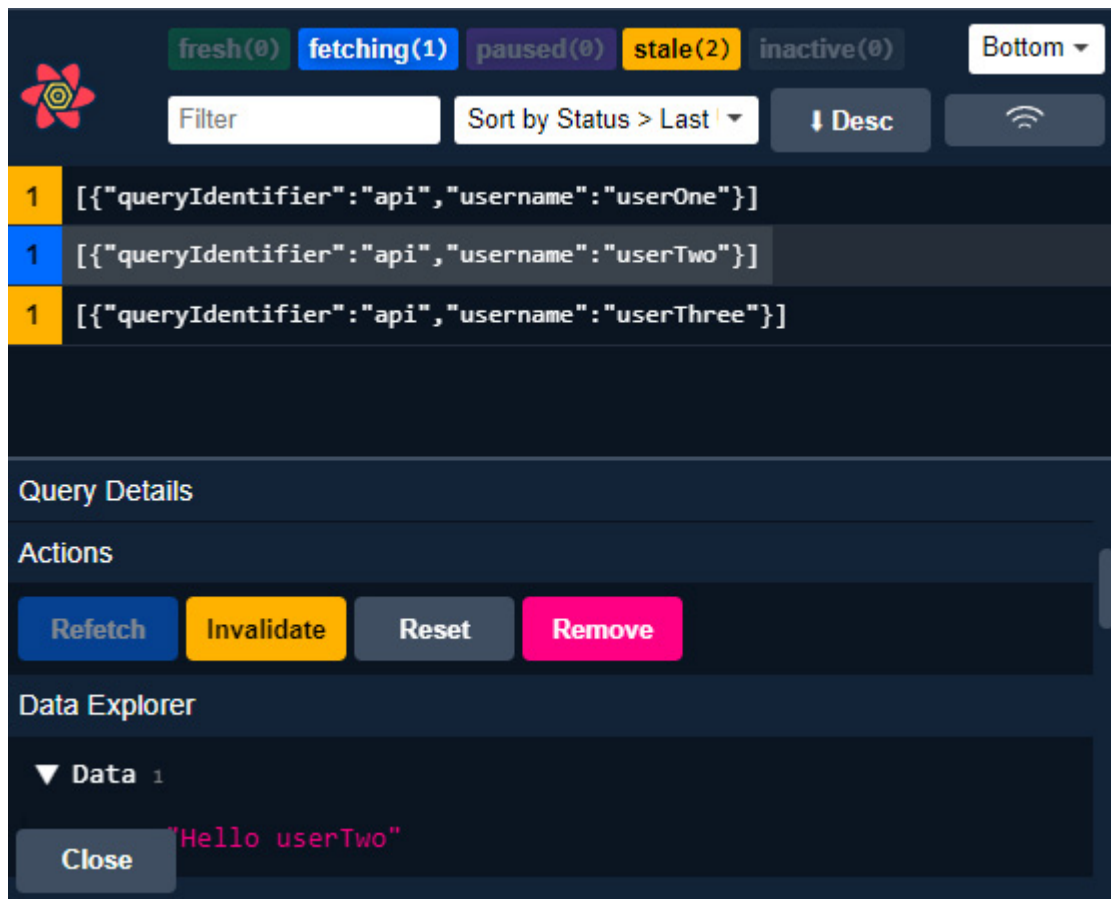 fresh(0) fetching(1) paused(0) stale(2) inactive(0) Bottom
Filter Sort by Status > Last ⬇ Desc
1 [{"queryIdentifier":"api","username":"userOne"}]
1 [{"queryIdentifier":"api","username":"userTwo"}]
1 [{"queryIdentifier":"api","username":"userThree"}]
Query Details
Actions
Refetch Invalidate Reset Remove
Data Explorer
▼ Data 1
"Hello userTwo"
Close